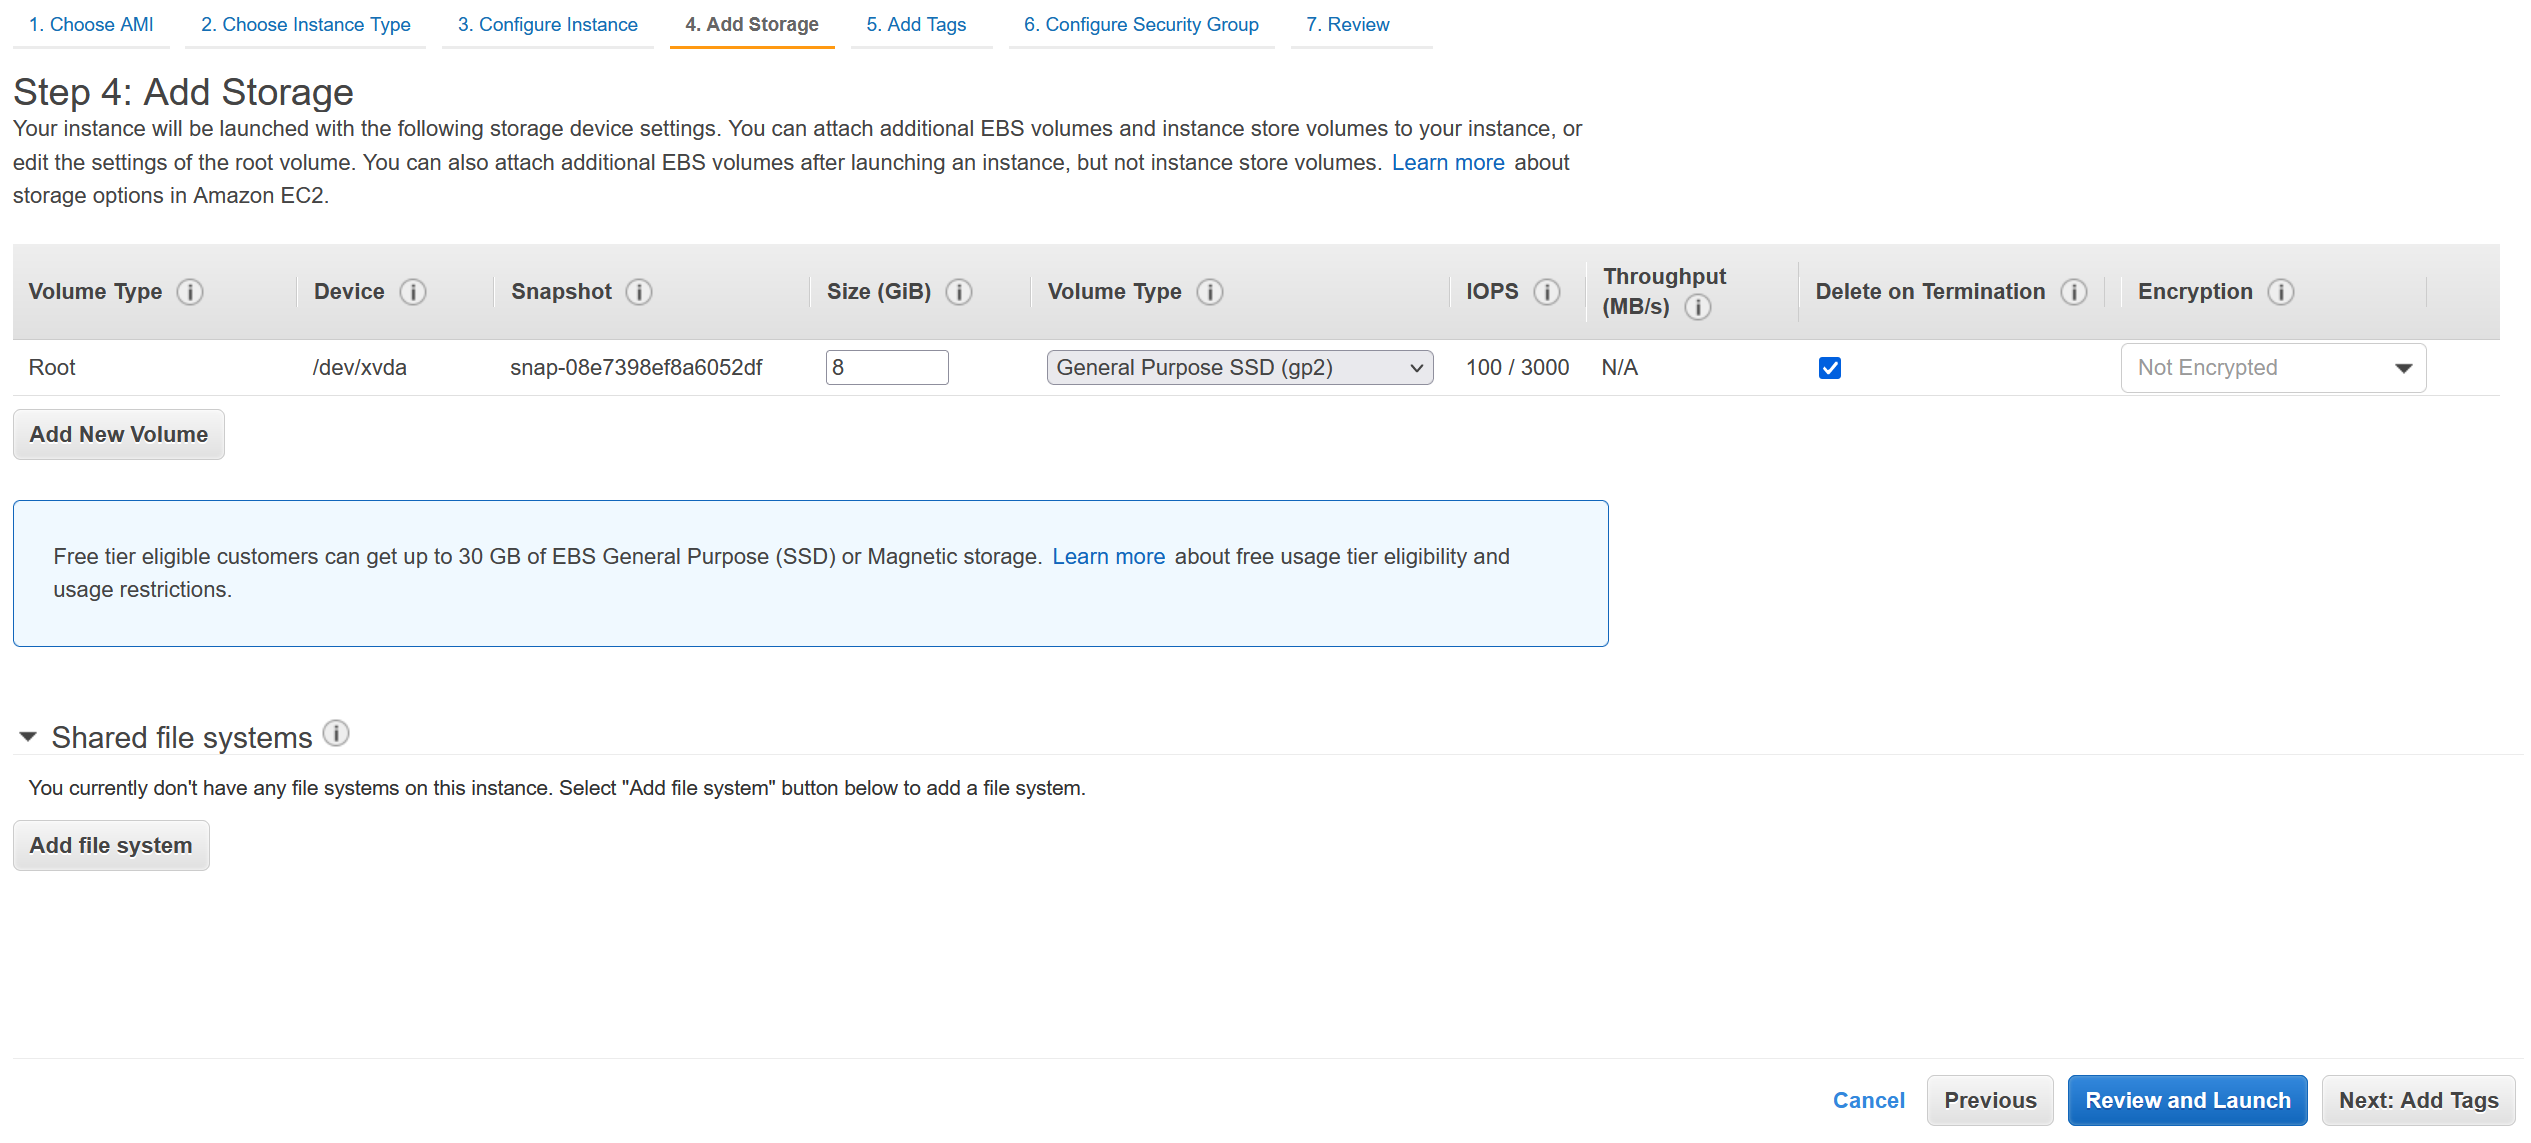 1. Choose AMI 2. Choose Instance Type 3. Configure Instance 4. Add Storage 5. Add Tags 6. Configure Security Group 7. Review
Step 4: Add Storage
Your instance will be launched with the following storage device settings. You can attach additional EBS volumes and instance store volumes to your instance, or
edit the settings of the root volume. You can also attach additional EBS volumes after launching an instance, but not instance store volumes. Learn more about
storage options in Amazon EC2.
Volume Type Device Snapshot Size (GiB) Volume Type IOPS Throughput (MB/s) Delete on Termination Encryption
Root /dev/xvda snap-08e7398ef8a6052df 8 General Purpose SSD (gp2) 100 / 3000 N/A Not Encrypted
Add New Volume
Free tier eligible customers can get up to 30 GB of EBS General Purpose (SSD) or Magnetic storage. Learn more about free usage tier eligibility and
usage restrictions.
Shared file systems
You currently don't have any file systems on this instance. Select "Add file system" button below to add a file system.
Add file system
Cancel Previous Review and Launch Next: Add Tags